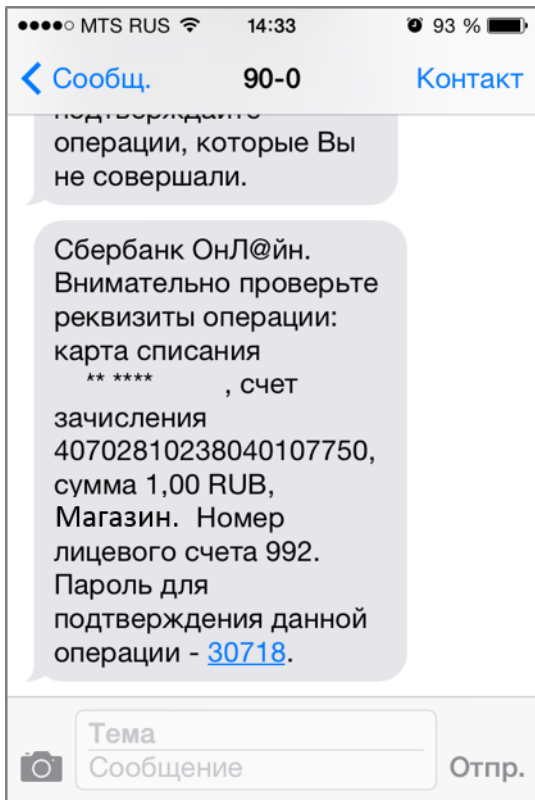 MTS RUS 14:33 93 %
Сообщ. 90-0 Контакт
подтверждайте
операции, которые Вы
не совершали.
Сбербанк ОнЛ@йн.
Внимательно проверьте
реквизиты операции:
карта списания
** **** , счет
зачисления
40702810238040107750,
сумма 1,00 RUB,
Магазин. Номер
лицевого счета 992.
Пароль для
подтверждения данной
операции - 30718.
Тема
Сообщение Отпр.